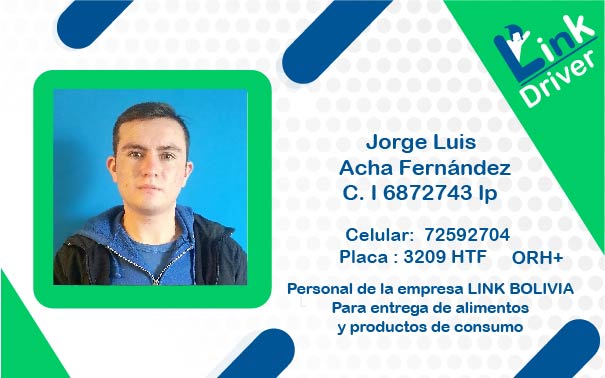 Link
Driver
Jorge Luis
Acha Fernández
C. I 6872743 lp
Celular: 72592704
Placa : 3209 HTF ORH+
Personal de la empresa LINK BOLIVIA
Para entrega de alimentos
y productos de consumo